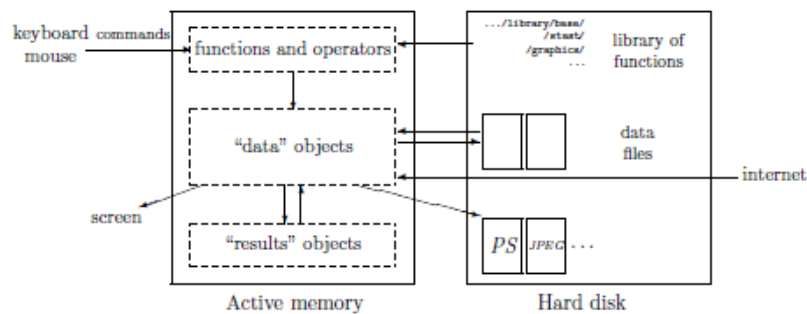 keyboard commands
mouse
functions and operators
.../library/base/
/stast/
/graphics/
...
library of
functions
"data" objects
data
files
internet
screen
"results" objects
PS
JPEG
...
Active memory
Hard disk